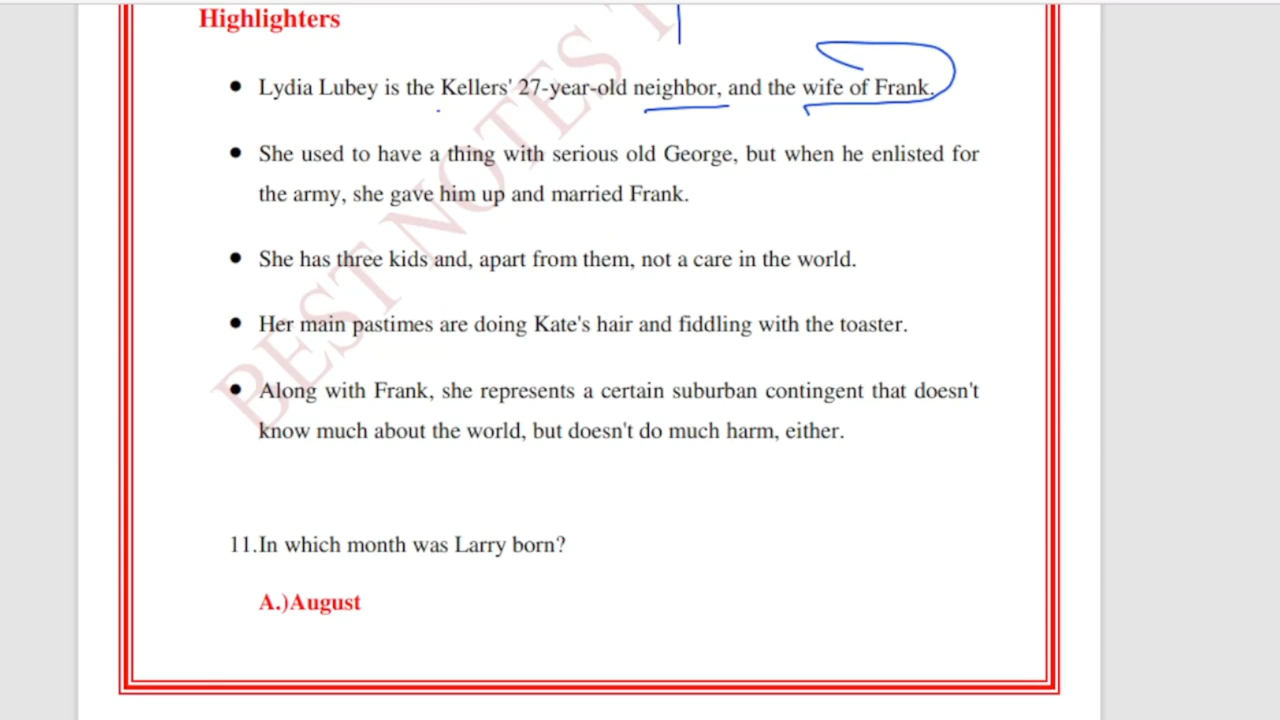 Highlighters
● Lydia Lubey is the Kellers' 27-year-old neighbor, and the wife of Frank.
● She used to have a thing with serious old George, but when he enlisted for
the army, she gave him up and married Frank.
● She has three kids and, apart from them, not a care in the world.
● Her main pastimes are doing Kate's hair and fiddling with the toaster.
● Along with Frank, she represents a certain suburban contingent that doesn't
know much about the world, but doesn't do much harm, either.
11.In which month was Larry born?
A.)August
BEST NOTES